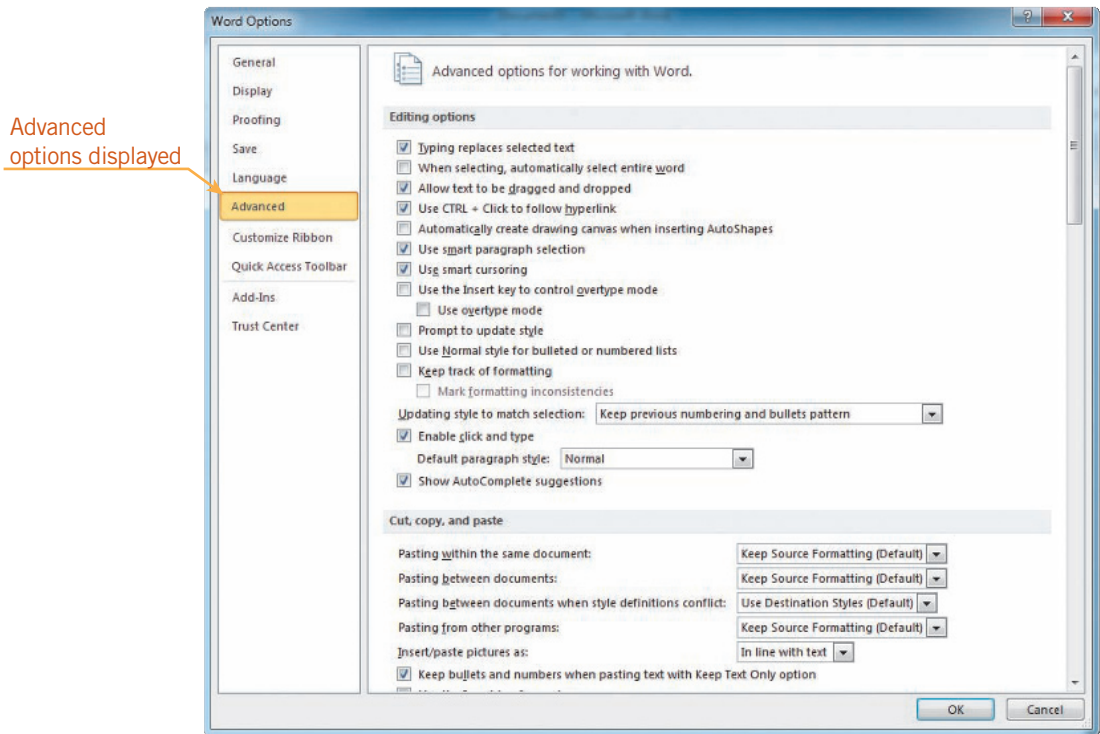 Word Options
General
Display
Proofing
Save
Language
Advanced
Customize Ribbon
Quick Access Toolbar
Add-Ins
Trust Center
Advanced
options displayed
Advanced options for working with Word.
Editing options
Typing replaces selected text
When selecting, automatically select entire word
Allow text to be dragged and dropped
Use CTRL + Click to follow hyperlink
Automatically create drawing canvas when inserting AutoShapes
Use smart paragraph selection
Use smart cursoring
Use the Insert key to control overtype mode
Use overtype mode
Prompt to update style
Use Normal style for bulleted or numbered lists
Keep track of formatting
Mark formatting inconsistencies
Updating style to match selection: Keep previous numbering and bullets pattern
Enable click and type
Default paragraph style: Normal
Show AutoComplete suggestions
Cut, copy, and paste
Pasting within the same document: Keep Source Formatting (Default)
Pasting between documents: Keep Source Formatting (Default)
Pasting between documents when style definitions conflict: Use Destination Styles (Default)
Pasting from other programs: Keep Source Formatting (Default)
Insert/paste pictures as: In line with text
Keep bullets and numbers when pasting text with Keep Text Only option
OK Cancel